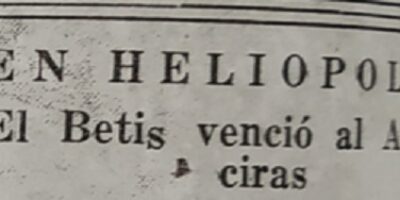 EN HELIOPOL
El Betis venció al A
ciras